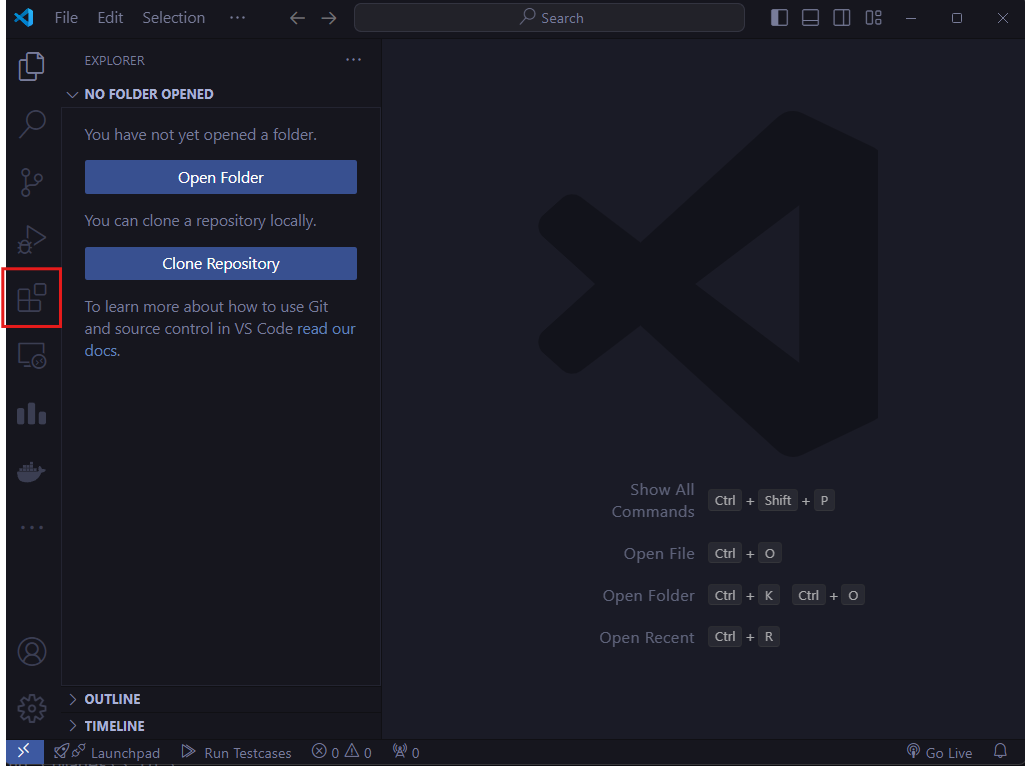 File Edit Selection ··· Search
EXPLORER ···
NO FOLDER OPENED
You have not yet opened a folder.
Open Folder
You can clone a repository locally.
Clone Repository
To learn more about how to use Git
and source control in VS Code read our
docs.
Show All
Commands Ctrl + Shift + P
Open File Ctrl + O
Open Folder Ctrl + K Ctrl + O
Open Recent Ctrl + R
OUTLINE
TIMELINE
Launchpad Run Testcases 0 0 0 Go Live